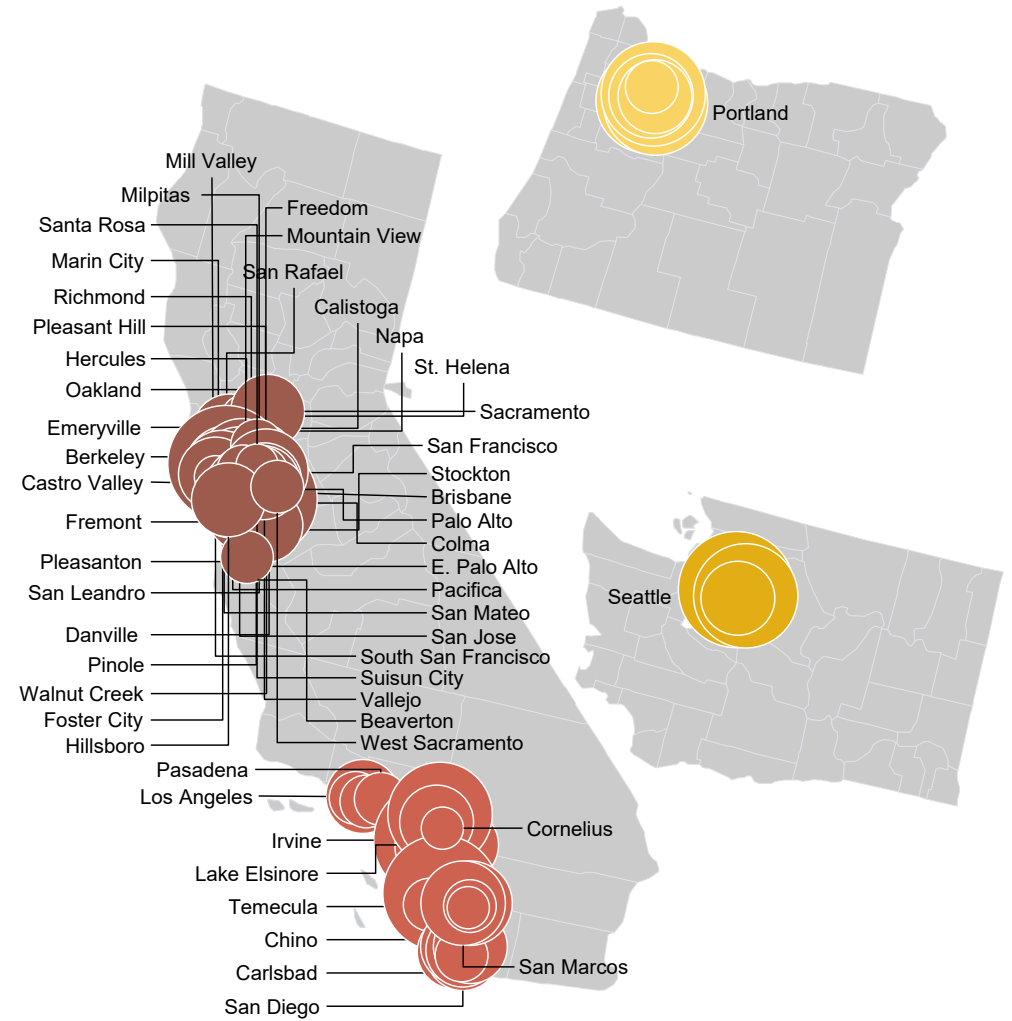 Portland
Mill Valley
Milpitas
Freedom
Santa Rosa
Mountain View
Marin City
San Rafael
Richmond
Calistoga
Pleasant Hill
Napa
Hercules
St. Helena
Oakland
Sacramento
Emeryville
San Francisco
Berkeley
Stockton
Castro Valley
Brisbane
Fremont
Palo Alto
Colma
Pleasanton
E. Palo Alto
San Leandro
Pacifica
Seattle
San Mateo
Danville
San Jose
Pinole
South San Francisco
Suisun City
Walnut Creek
Vallejo
Foster City
Beaverton
Hillsboro
West Sacramento
Pasadena
Los Angeles
Cornelius
Irvine
Lake Elsinore
Temecula
Chino
San Marcos
Carlsbad
San Diego